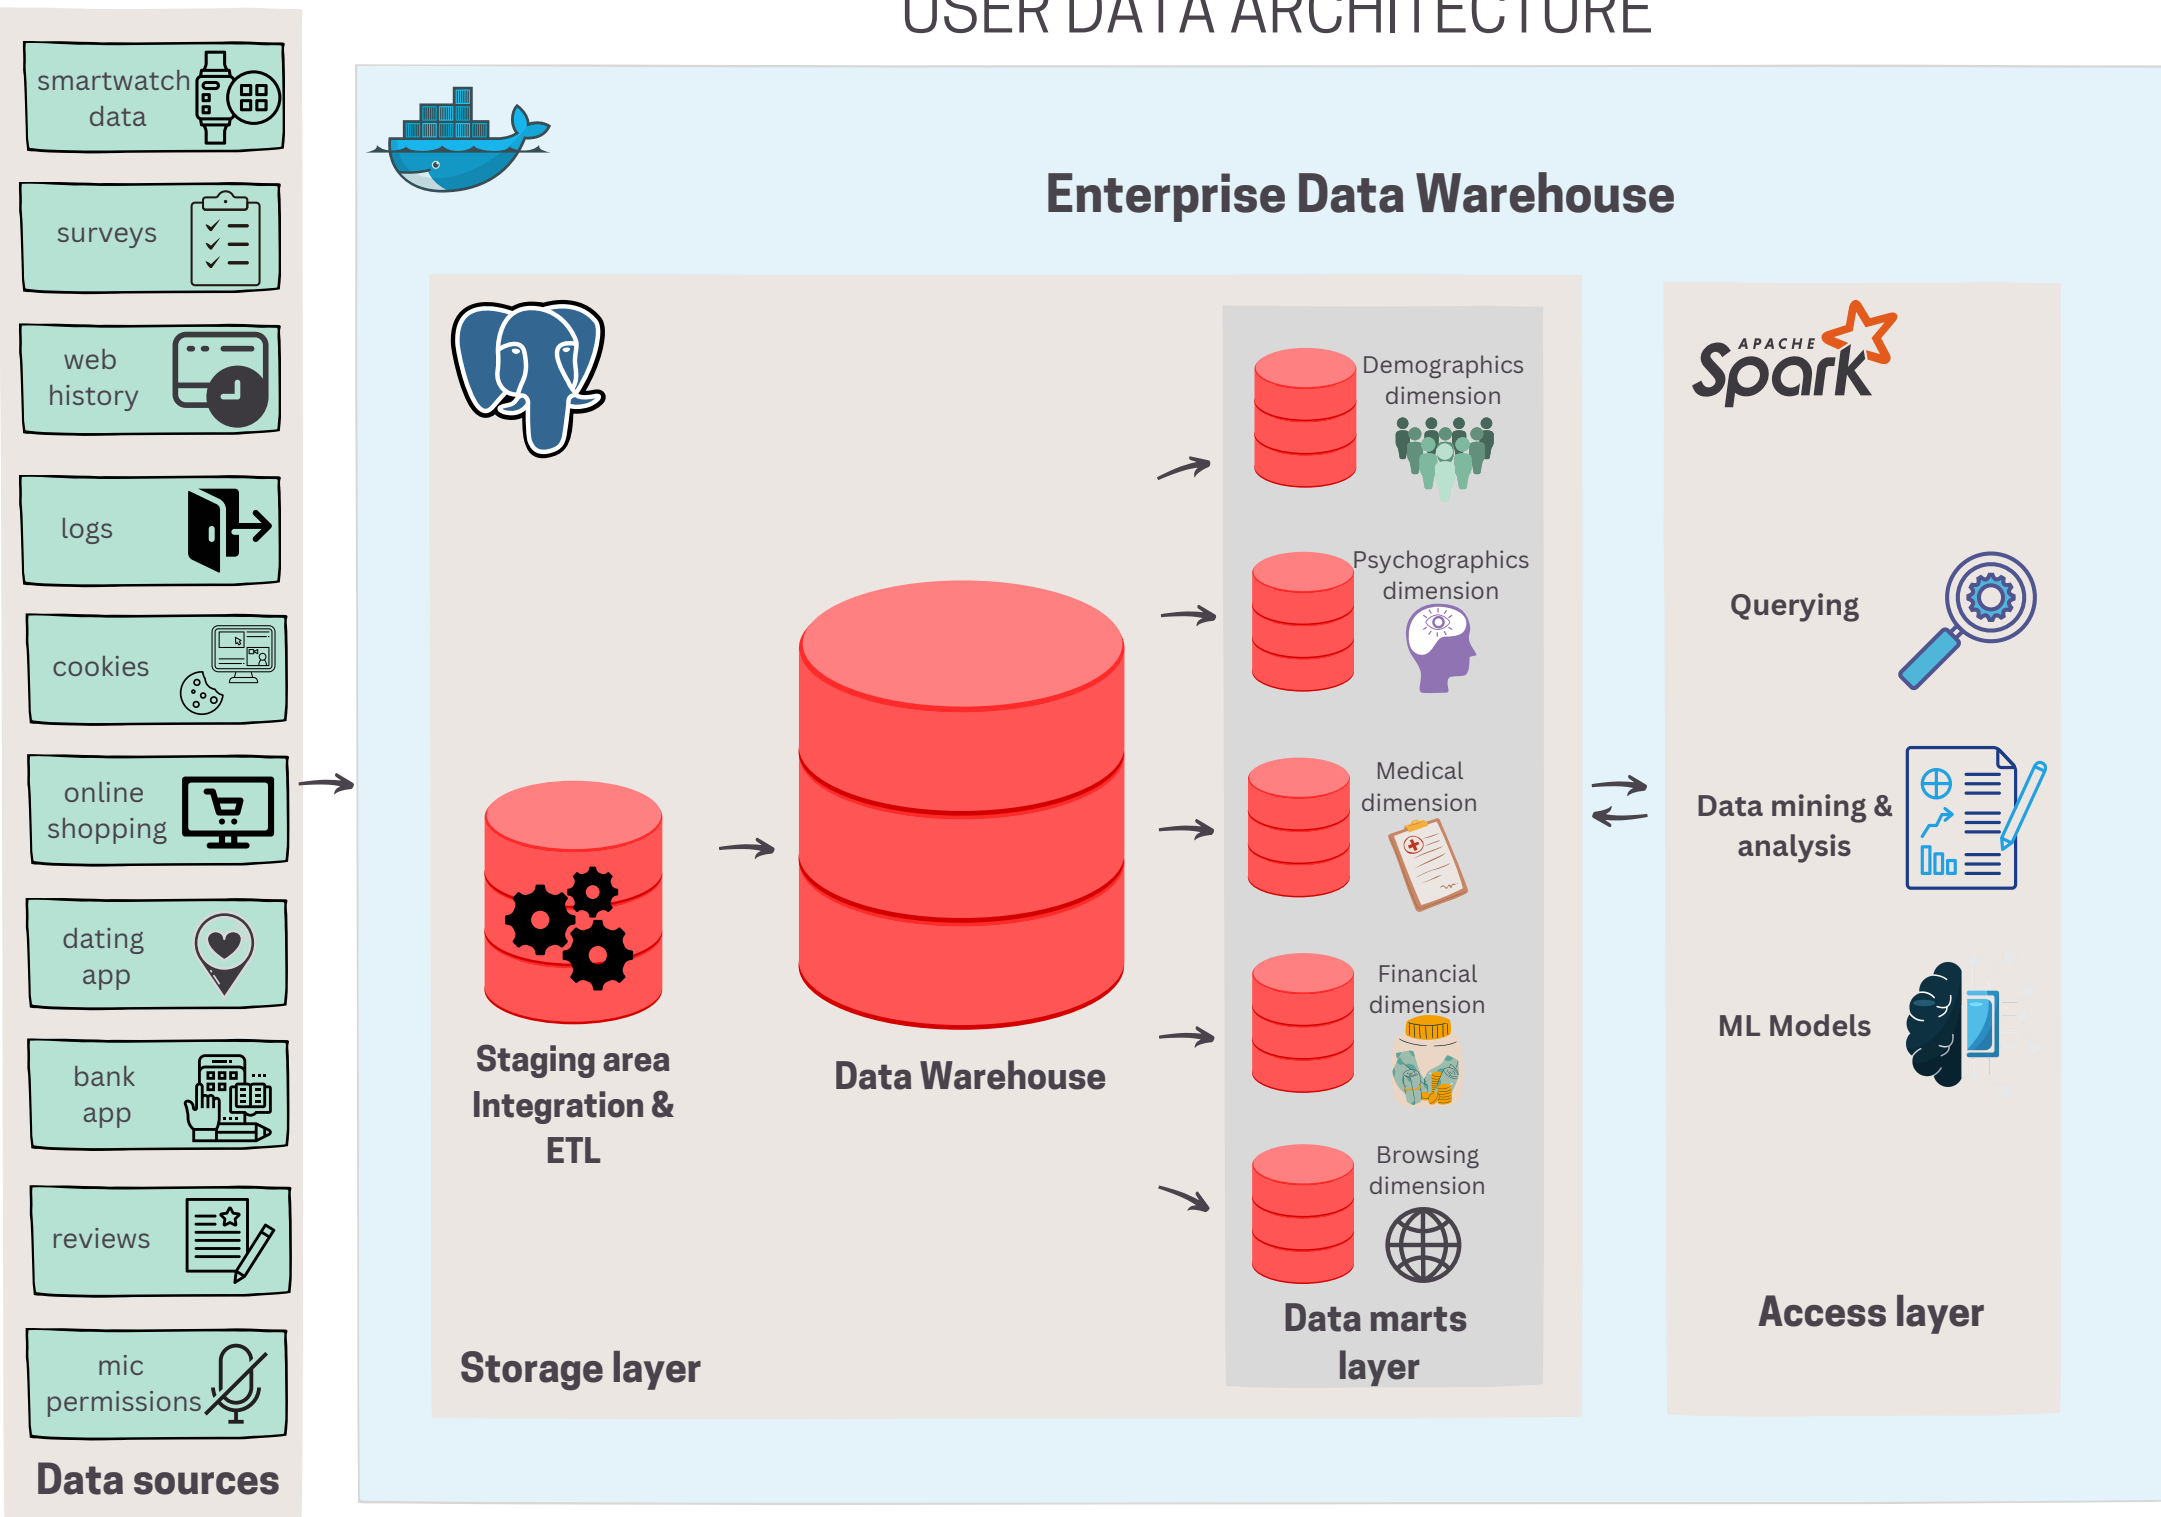 USER DATA ARCHITECTURE
smartwatch
data
surveys
web
history
logs
cookies
online
shopping
dating
app
bank
app
reviews
mic
permissions
Data sources
Enterprise Data Warehouse
Staging area
Integration &
ETL
Data Warehouse
Storage layer
Demographics
dimension
Psychographics
dimension
Medical
dimension
Financial
dimension
Browsing
dimension
Data marts
layer
APACHE
Spark
Querying
Data mining &
analysis
ML Models
Access layer